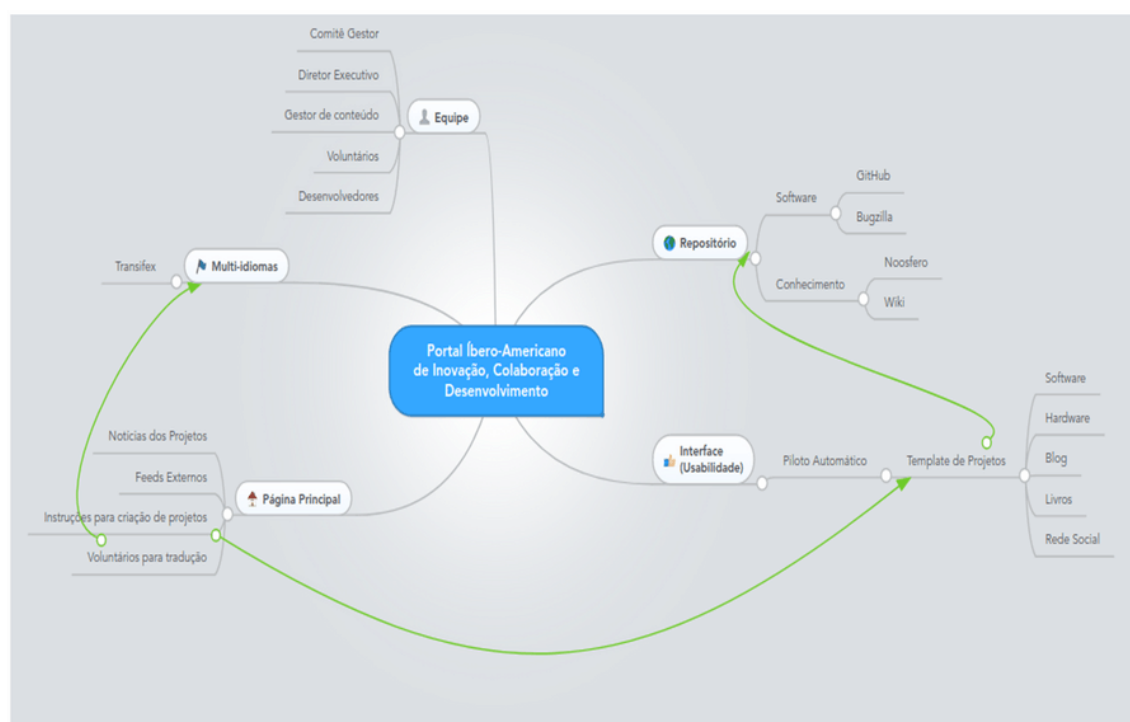 Comitê Gestor
Diretor Executivo
Gestor de conteúdo
Voluntários
Desenvolvedores
Equipe
Transifex
Multi-idiomas
Repositório
Software
GitHub
Bugzilla
Conhecimento
Noosfero
Wiki
Portal Íbero-Americano
de Inovação, Colaboração e
Desenvolvimento
Notícias dos Projetos
Feeds Externos
Instruções para criação de projetos
Voluntários para tradução
Página Principal
Interface
(Usabilidade)
Piloto Automático
Template de Projetos
Software
Hardware
Blog
Livros
Rede Social